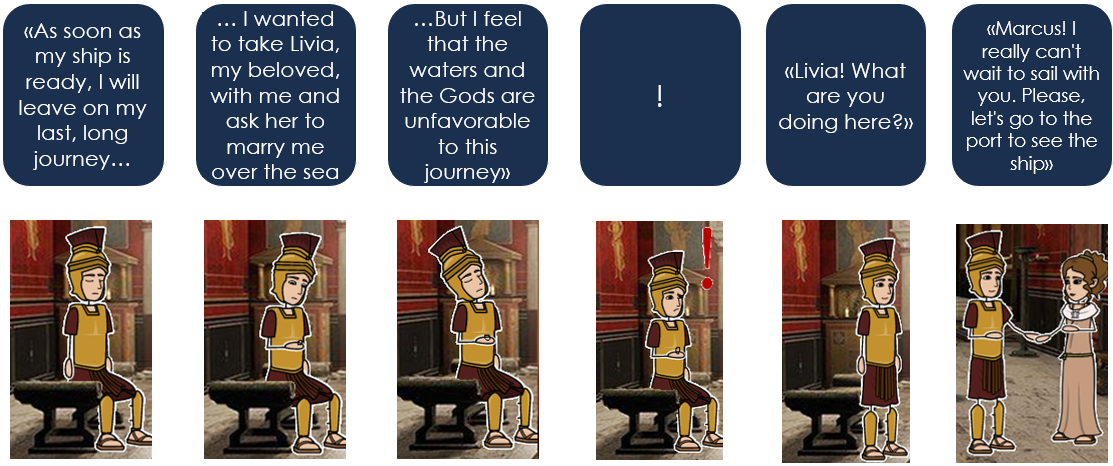 «As soon as
my ship is
ready, I will
leave on my
last, long
journey...
... I wanted
to take Livia,
my beloved,
with me and
ask her to
marry me
over the sea
...But I feel
that the
waters and
the Gods are
unfavorable
to this
journey»
!
«Livia! What
are you
doing here?»
«Marcus! I
really can't
wait to sail with
you. Please,
let's go to the
port to see the
ship»
!